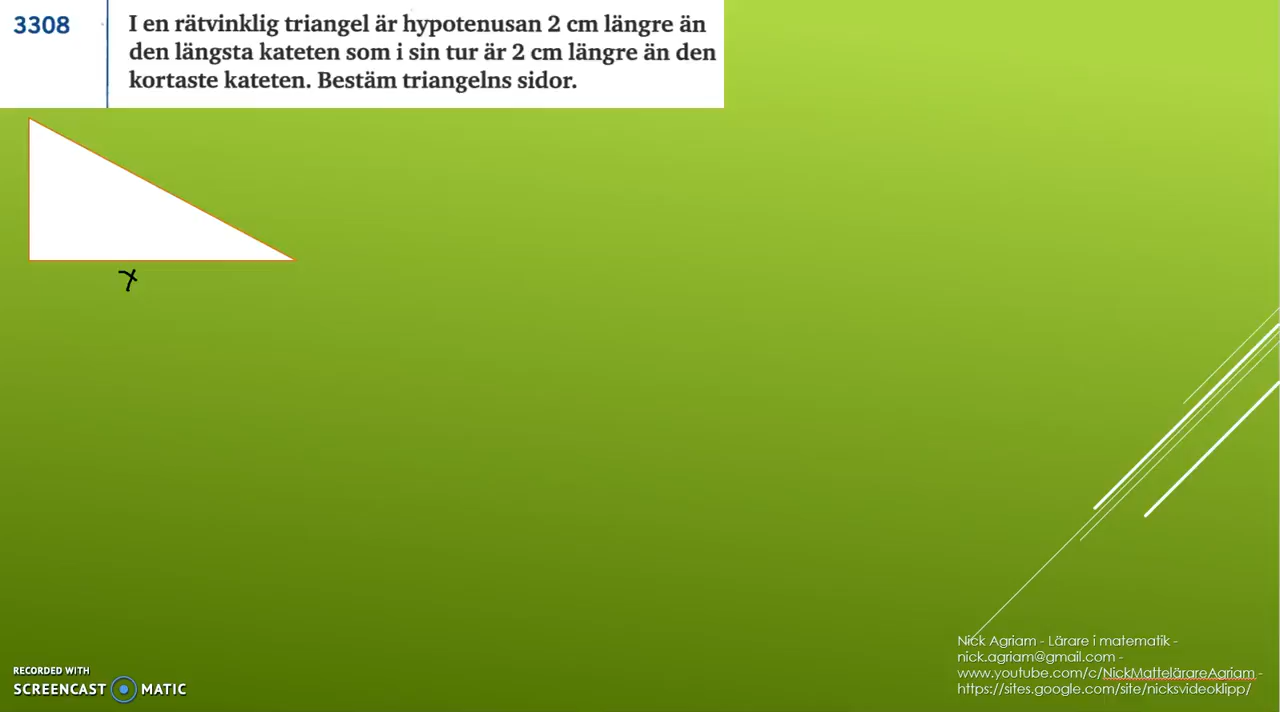 3308
I en rätvinklig triangel är hypotenusan 2 cm längre än
den längsta kateten som i sin tur är 2 cm längre än den
kortaste kateten. Bestäm triangelns sidor.
x
Nick Agriam - Lärare i matematik -
nick.agriam@gmail.com -
www.youtube.com/c/NickMattelärareAgriam -
https://sites.google.com/site/nicksvideoklipp/
RECORDED WITH
SCREENCAST MATIC